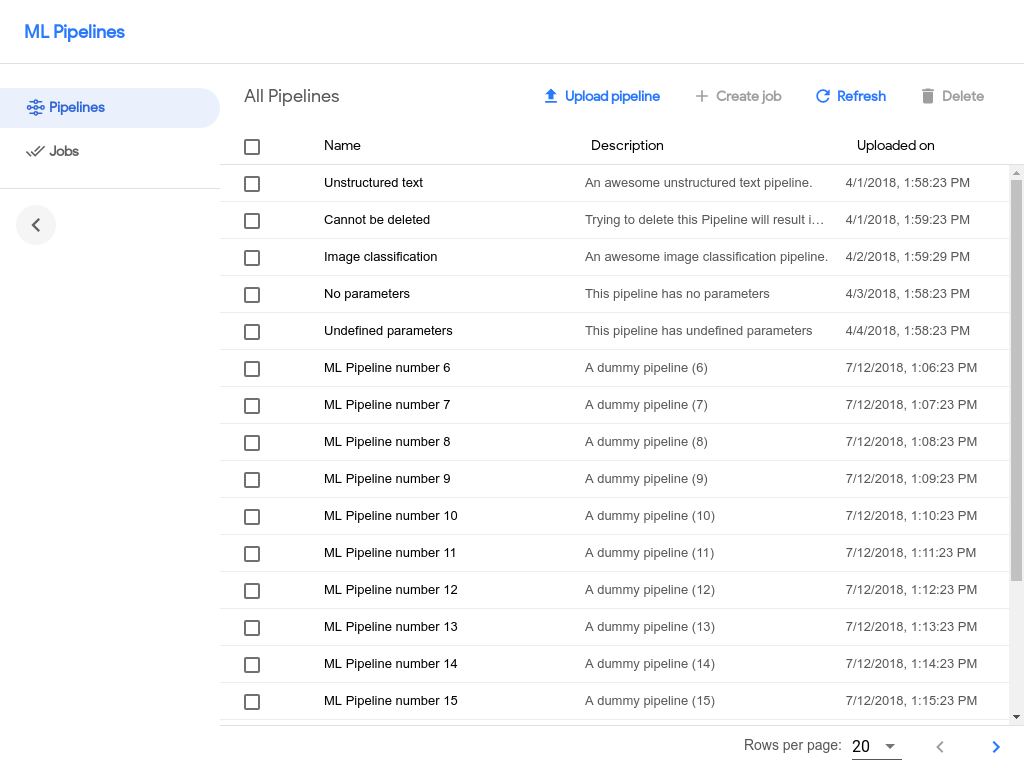 ML Pipelines
Pipelines
Jobs
All Pipelines
Upload pipeline
Create job
Refresh
Delete
Name Description Uploaded on
Unstructured text An awesome unstructured text pipeline. 4/1/2018, 1:58:23 PM
Cannot be deleted Trying to delete this Pipeline will result i… 4/1/2018, 1:59:23 PM
Image classification An awesome image classification pipeline. 4/2/2018, 1:59:29 PM
No parameters This pipeline has no parameters 4/3/2018, 1:58:23 PM
Undefined parameters This pipeline has undefined parameters 4/4/2018, 1:58:23 PM
ML Pipeline number 6 A dummy pipeline (6) 7/12/2018, 1:06:23 PM
ML Pipeline number 7 A dummy pipeline (7) 7/12/2018, 1:07:23 PM
ML Pipeline number 8 A dummy pipeline (8) 7/12/2018, 1:08:23 PM
ML Pipeline number 9 A dummy pipeline (9) 7/12/2018, 1:09:23 PM
ML Pipeline number 10 A dummy pipeline (10) 7/12/2018, 1:10:23 PM
ML Pipeline number 11 A dummy pipeline (11) 7/12/2018, 1:11:23 PM
ML Pipeline number 12 A dummy pipeline (12) 7/12/2018, 1:12:23 PM
ML Pipeline number 13 A dummy pipeline (13) 7/12/2018, 1:13:23 PM
ML Pipeline number 14 A dummy pipeline (14) 7/12/2018, 1:14:23 PM
ML Pipeline number 15 A dummy pipeline (15) 7/12/2018, 1:15:23 PM
Rows per page: 20